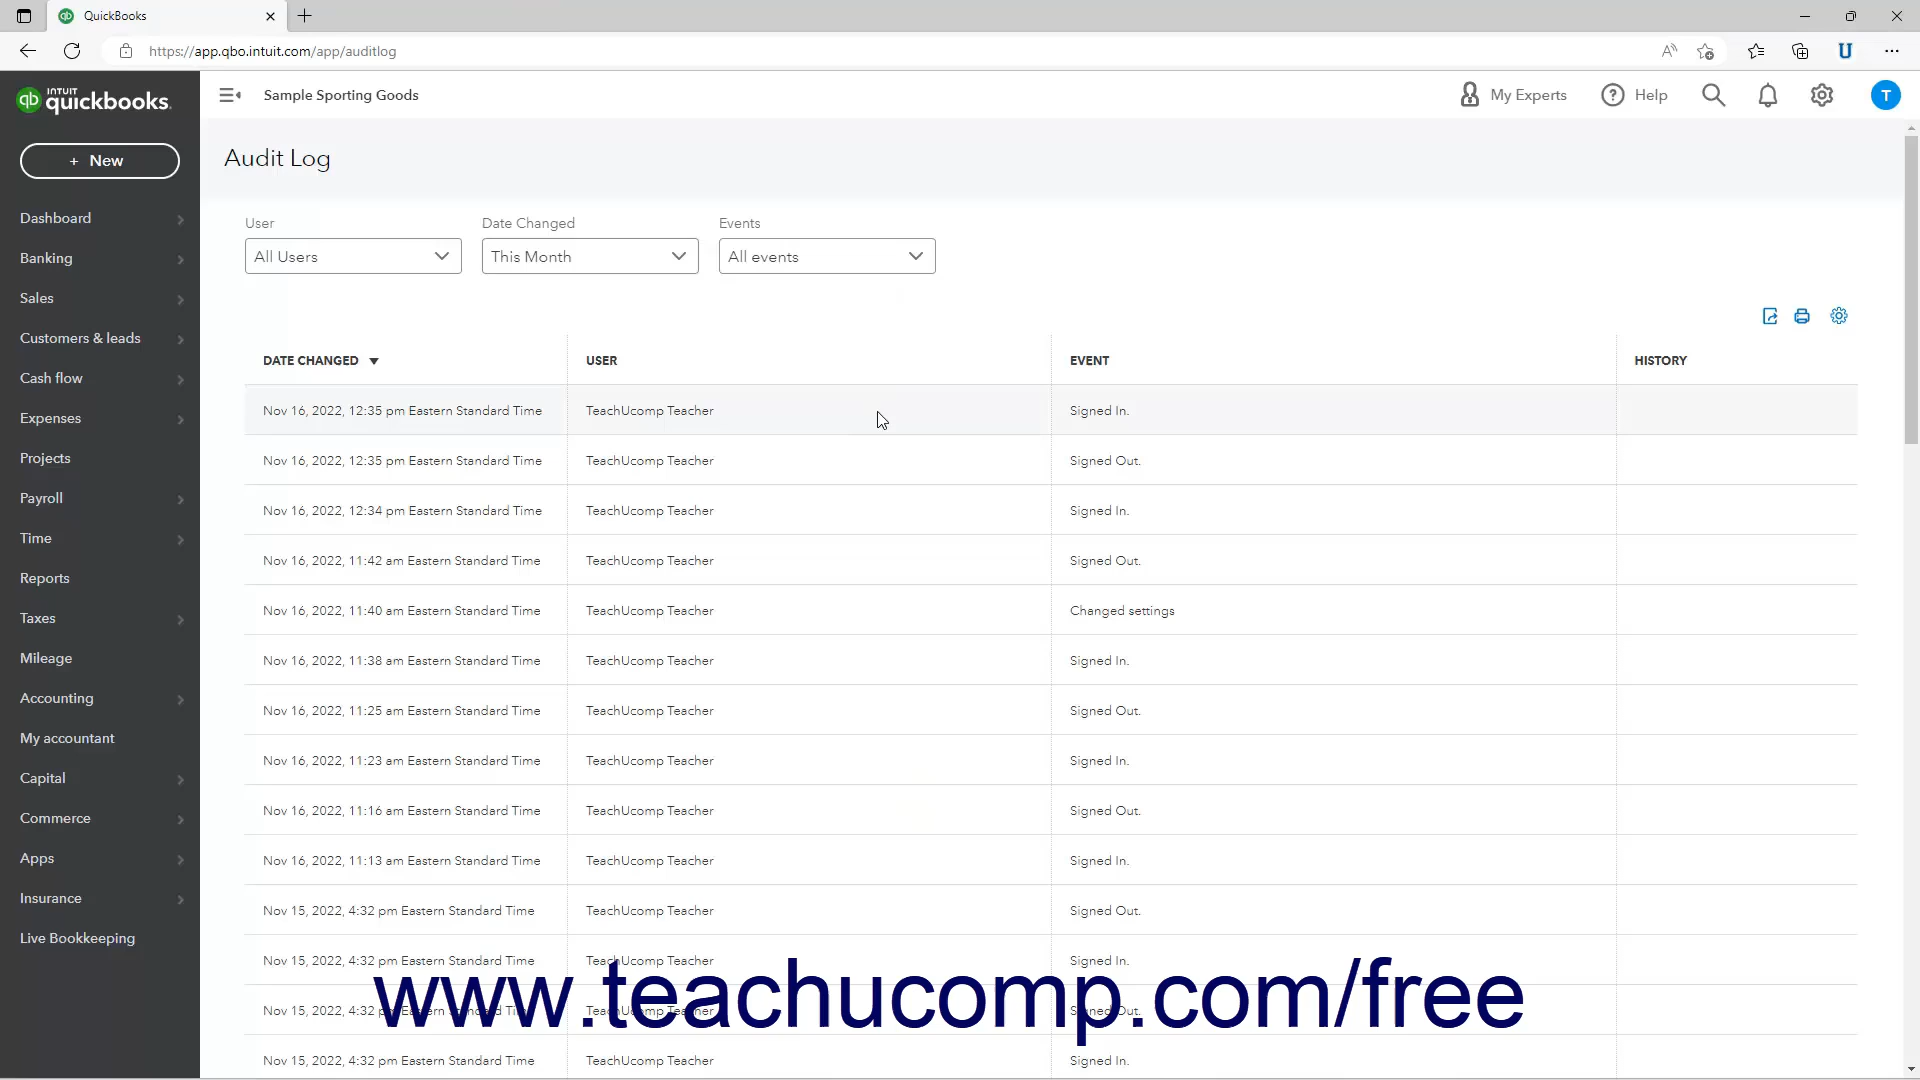 QuickBooks
https://app.qbo.intuit.com/app/auditlog
INTUIT
quickbooks.
Sample Sporting Goods
My Experts
Help
T
+ New
Audit Log
Dashboard
Banking
Sales
Customers & leads
Cash flow
Expenses
Projects
Payroll
Time
Reports
Taxes
Mileage
Accounting
My accountant
Capital
Commerce
Apps
Insurance
Live Bookkeeping
User Date Changed Events
All Users This Month All events
DATE CHANGED USER EVENT HISTORY
Nov 16, 2022, 12:35 pm Eastern Standard Time TeachUcomp Teacher Signed In.
Nov 16, 2022, 12:35 pm Eastern Standard Time TeachUcomp Teacher Signed Out.
Nov 16, 2022, 12:34 pm Eastern Standard Time TeachUcomp Teacher Signed In.
Nov 16, 2022, 11:42 am Eastern Standard Time TeachUcomp Teacher Signed Out.
Nov 16, 2022, 11:40 am Eastern Standard Time TeachUcomp Teacher Changed settings
Nov 16, 2022, 11:38 am Eastern Standard Time TeachUcomp Teacher Signed In.
Nov 16, 2022, 11:25 am Eastern Standard Time TeachUcomp Teacher Signed Out.
Nov 16, 2022, 11:23 am Eastern Standard Time TeachUcomp Teacher Signed In.
Nov 16, 2022, 11:16 am Eastern Standard Time TeachUcomp Teacher Signed Out.
Nov 16, 2022, 11:13 am Eastern Standard Time TeachUcomp Teacher Signed In.
Nov 15, 2022, 4:32 pm Eastern Standard Time TeachUcomp Teacher Signed Out.
Nov 15, 2022, 4:32 pm Eastern Standard Time TeachUcomp Teacher Signed In.
Nov 15, 2022, 4:32 pm Eastern Standard Time TeachUcomp Teacher Signed Out.
www.teachucomp.com/free
Nov 15, 2022, 4:32 pm Eastern Standard Time TeachUcomp Teacher Signed In.